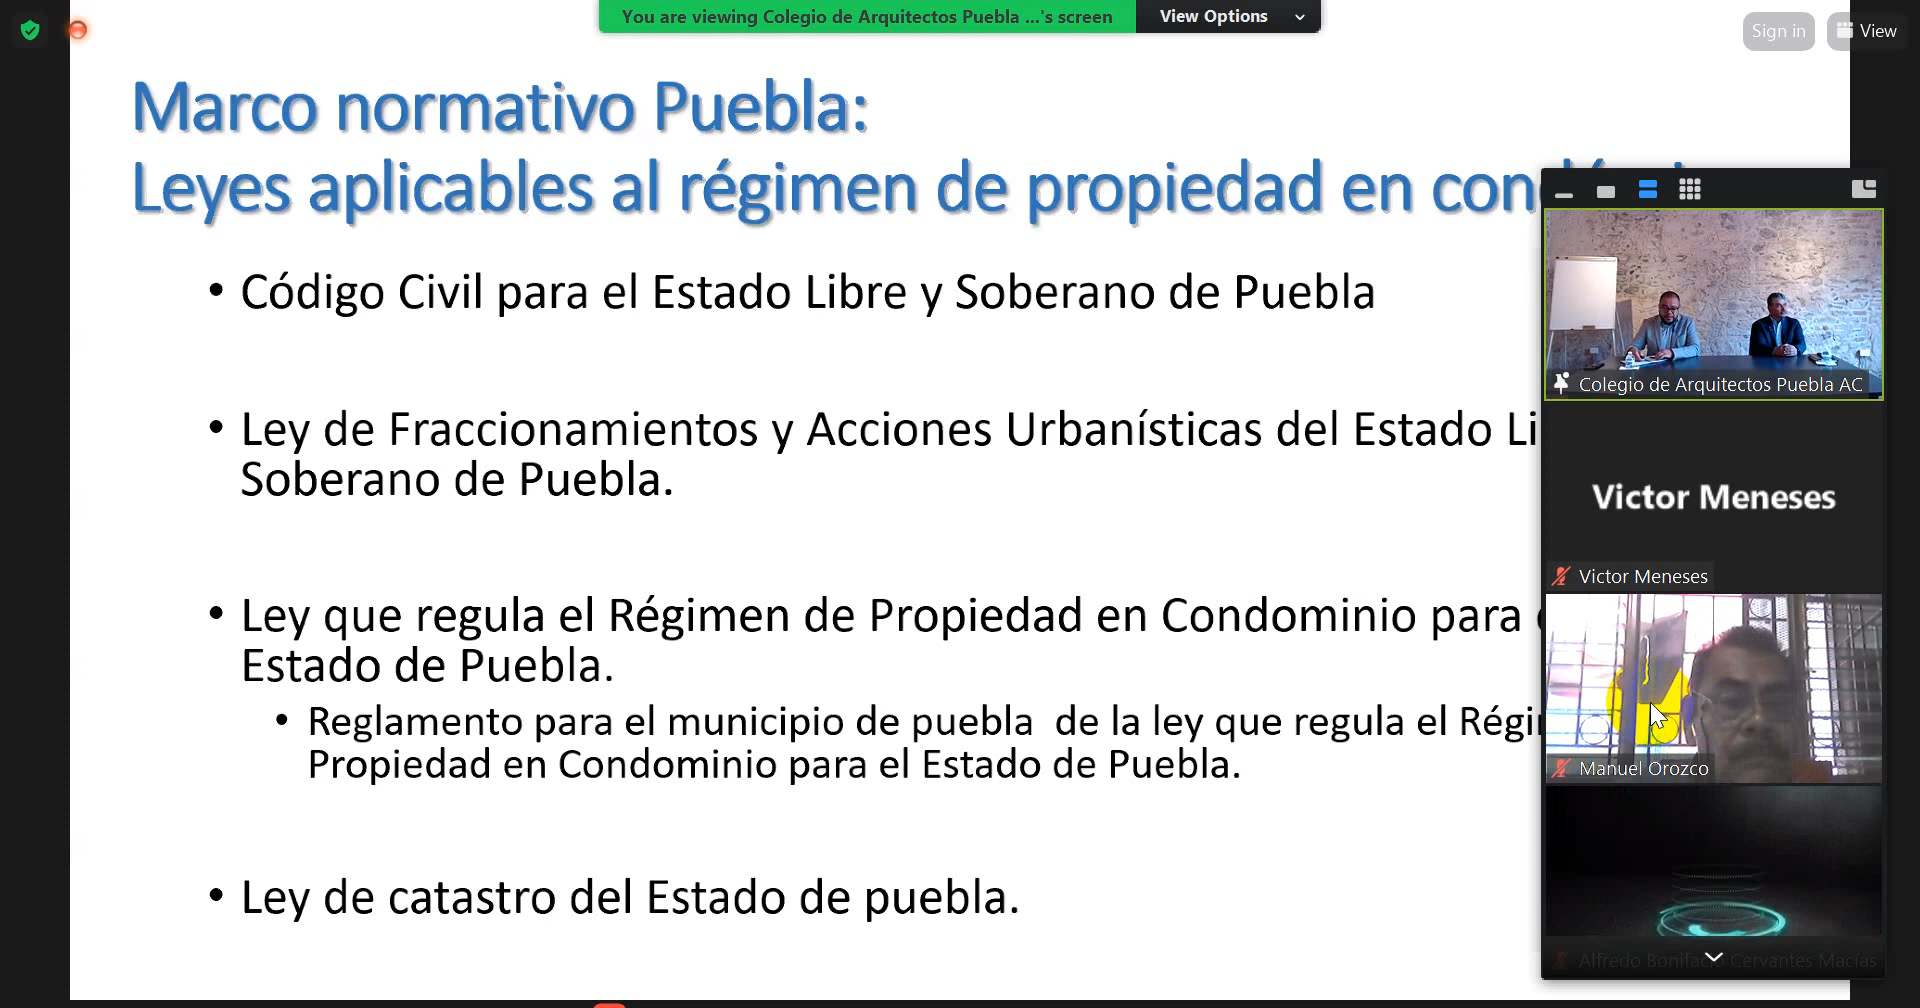 You are viewing Colegio de Arquitectos Puebla ...'s screen
View Options
Sign in
View
Marco normativo Puebla:
Leyes aplicables al régimen de propiedad en
• Código Civil para el Estado Libre y Soberano de Puebla
• Ley de Fraccionamientos y Acciones Urbanísticas del Estado Li
Soberano de Puebla.
• Ley que regula el Régimen de Propiedad en Condominio para
Estado de Puebla.
• Reglamento para el municipio de puebla de la ley que regula el Régi
Propiedad en Condominio para el Estado de Puebla.
• Ley de catastro del Estado de puebla.
Colegio de Arquitectos Puebla AC
Victor Meneses
Victor Meneses
Manuel Orozco
Alfredo Bonifacio Cervantes Macías